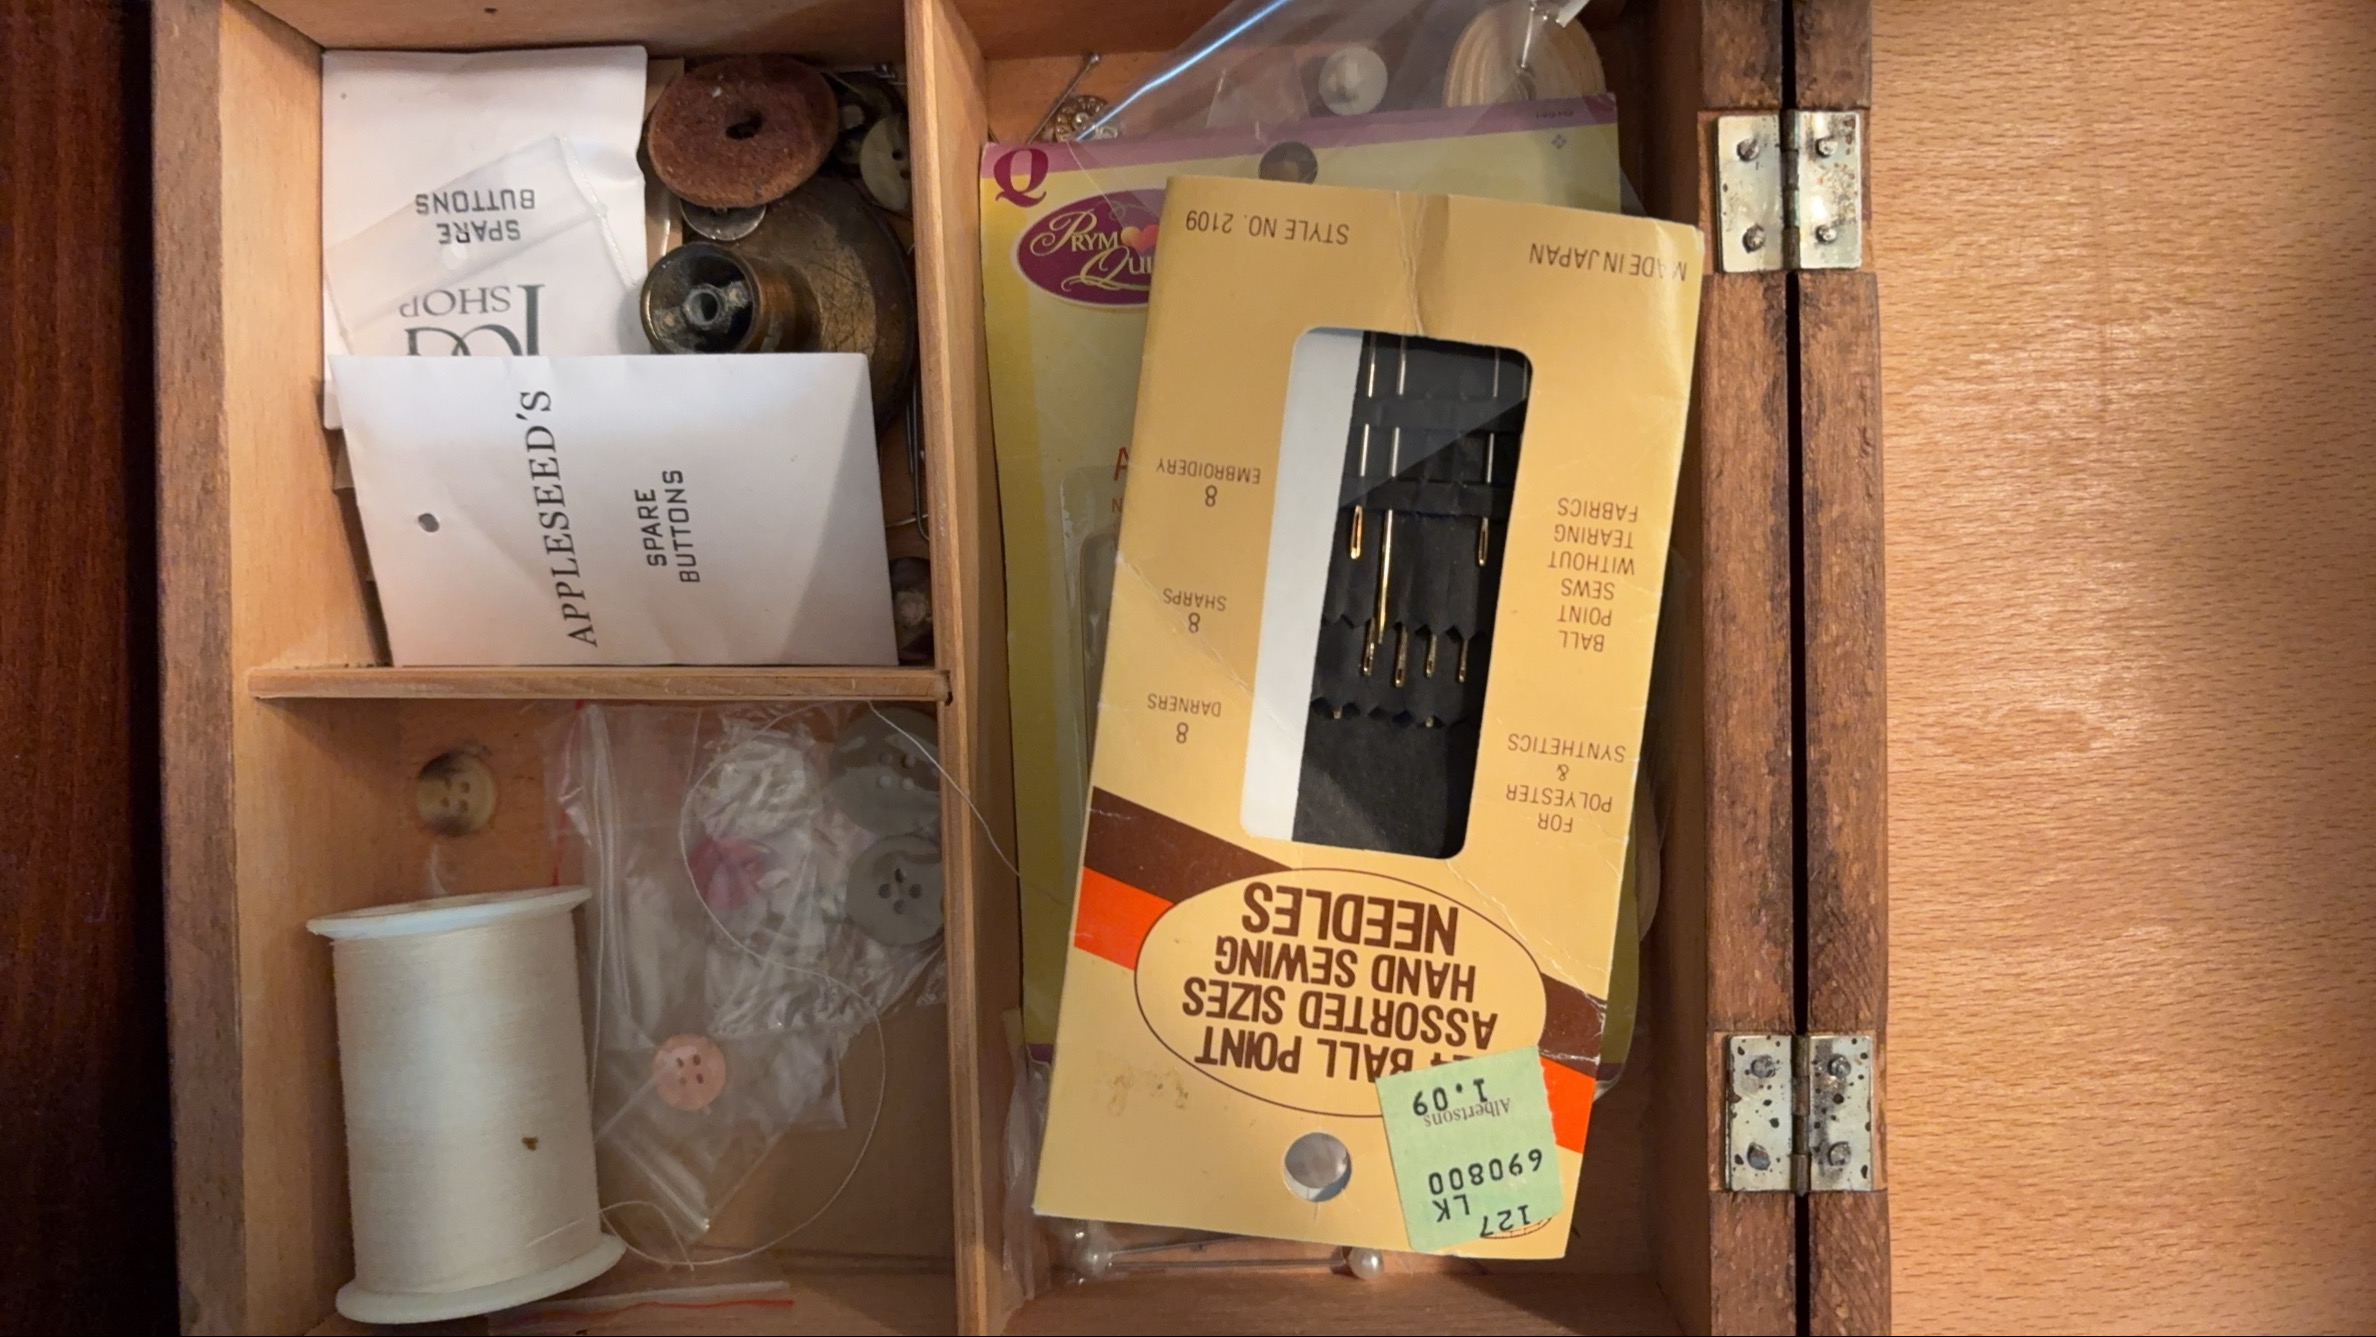 SPARE
BUTTONS
SHOP
APPLESEED'S
SPARE
BUTTONS
Q
PRYM
STYLE NO. 2109
MADE IN JAPAN
8
EMBROIDERY
8
SHARPS
8
DARNERS
BALL
POINT
SEWS
WITHOUT
TEARING
FABRICS
FOR
POLYESTER
&
SYNTHETICS
BALL POINT
ASSORTED SIZES
HAND SEWING
NEEDLES
127
LK
690800
Albertsons
1.09